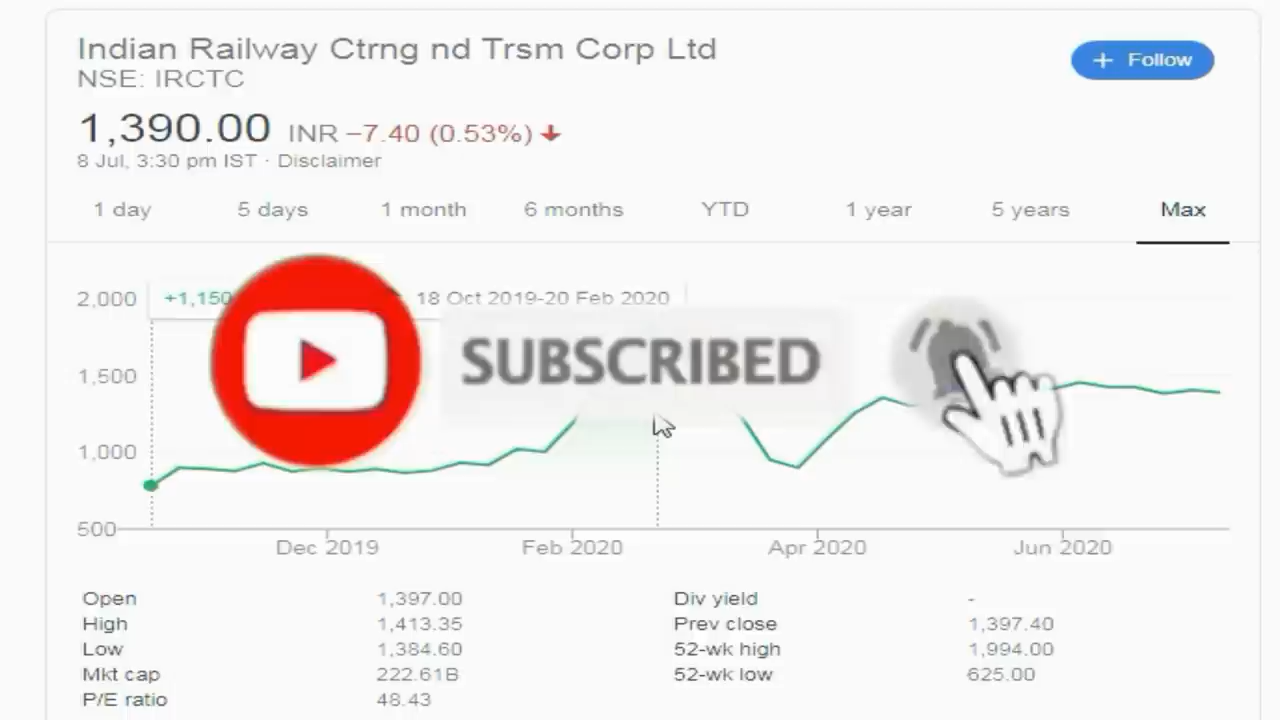 Indian Railway Ctrng nd Trsm Corp Ltd
+ Follow
NSE: IRCTC
1,390.00 INR −7.40 (0.53%)
8 Jul, 3:30 pm IST · Disclaimer
1 day 5 days 1 month 6 months YTD 1 year 5 years Max
2,000
+1,150
18 Oct 2019-20 Feb 2020
SUBSCRIBED
1,500
1,000
500
Dec 2019 Feb 2020 Apr 2020 Jun 2020
Open 1,397.00 Div yield -
High 1,413.35 Prev close 1,397.40
Low 1,384.60 52-wk high 1,994.00
Mkt cap 222.61B 52-wk low 625.00
P/E ratio 48.43